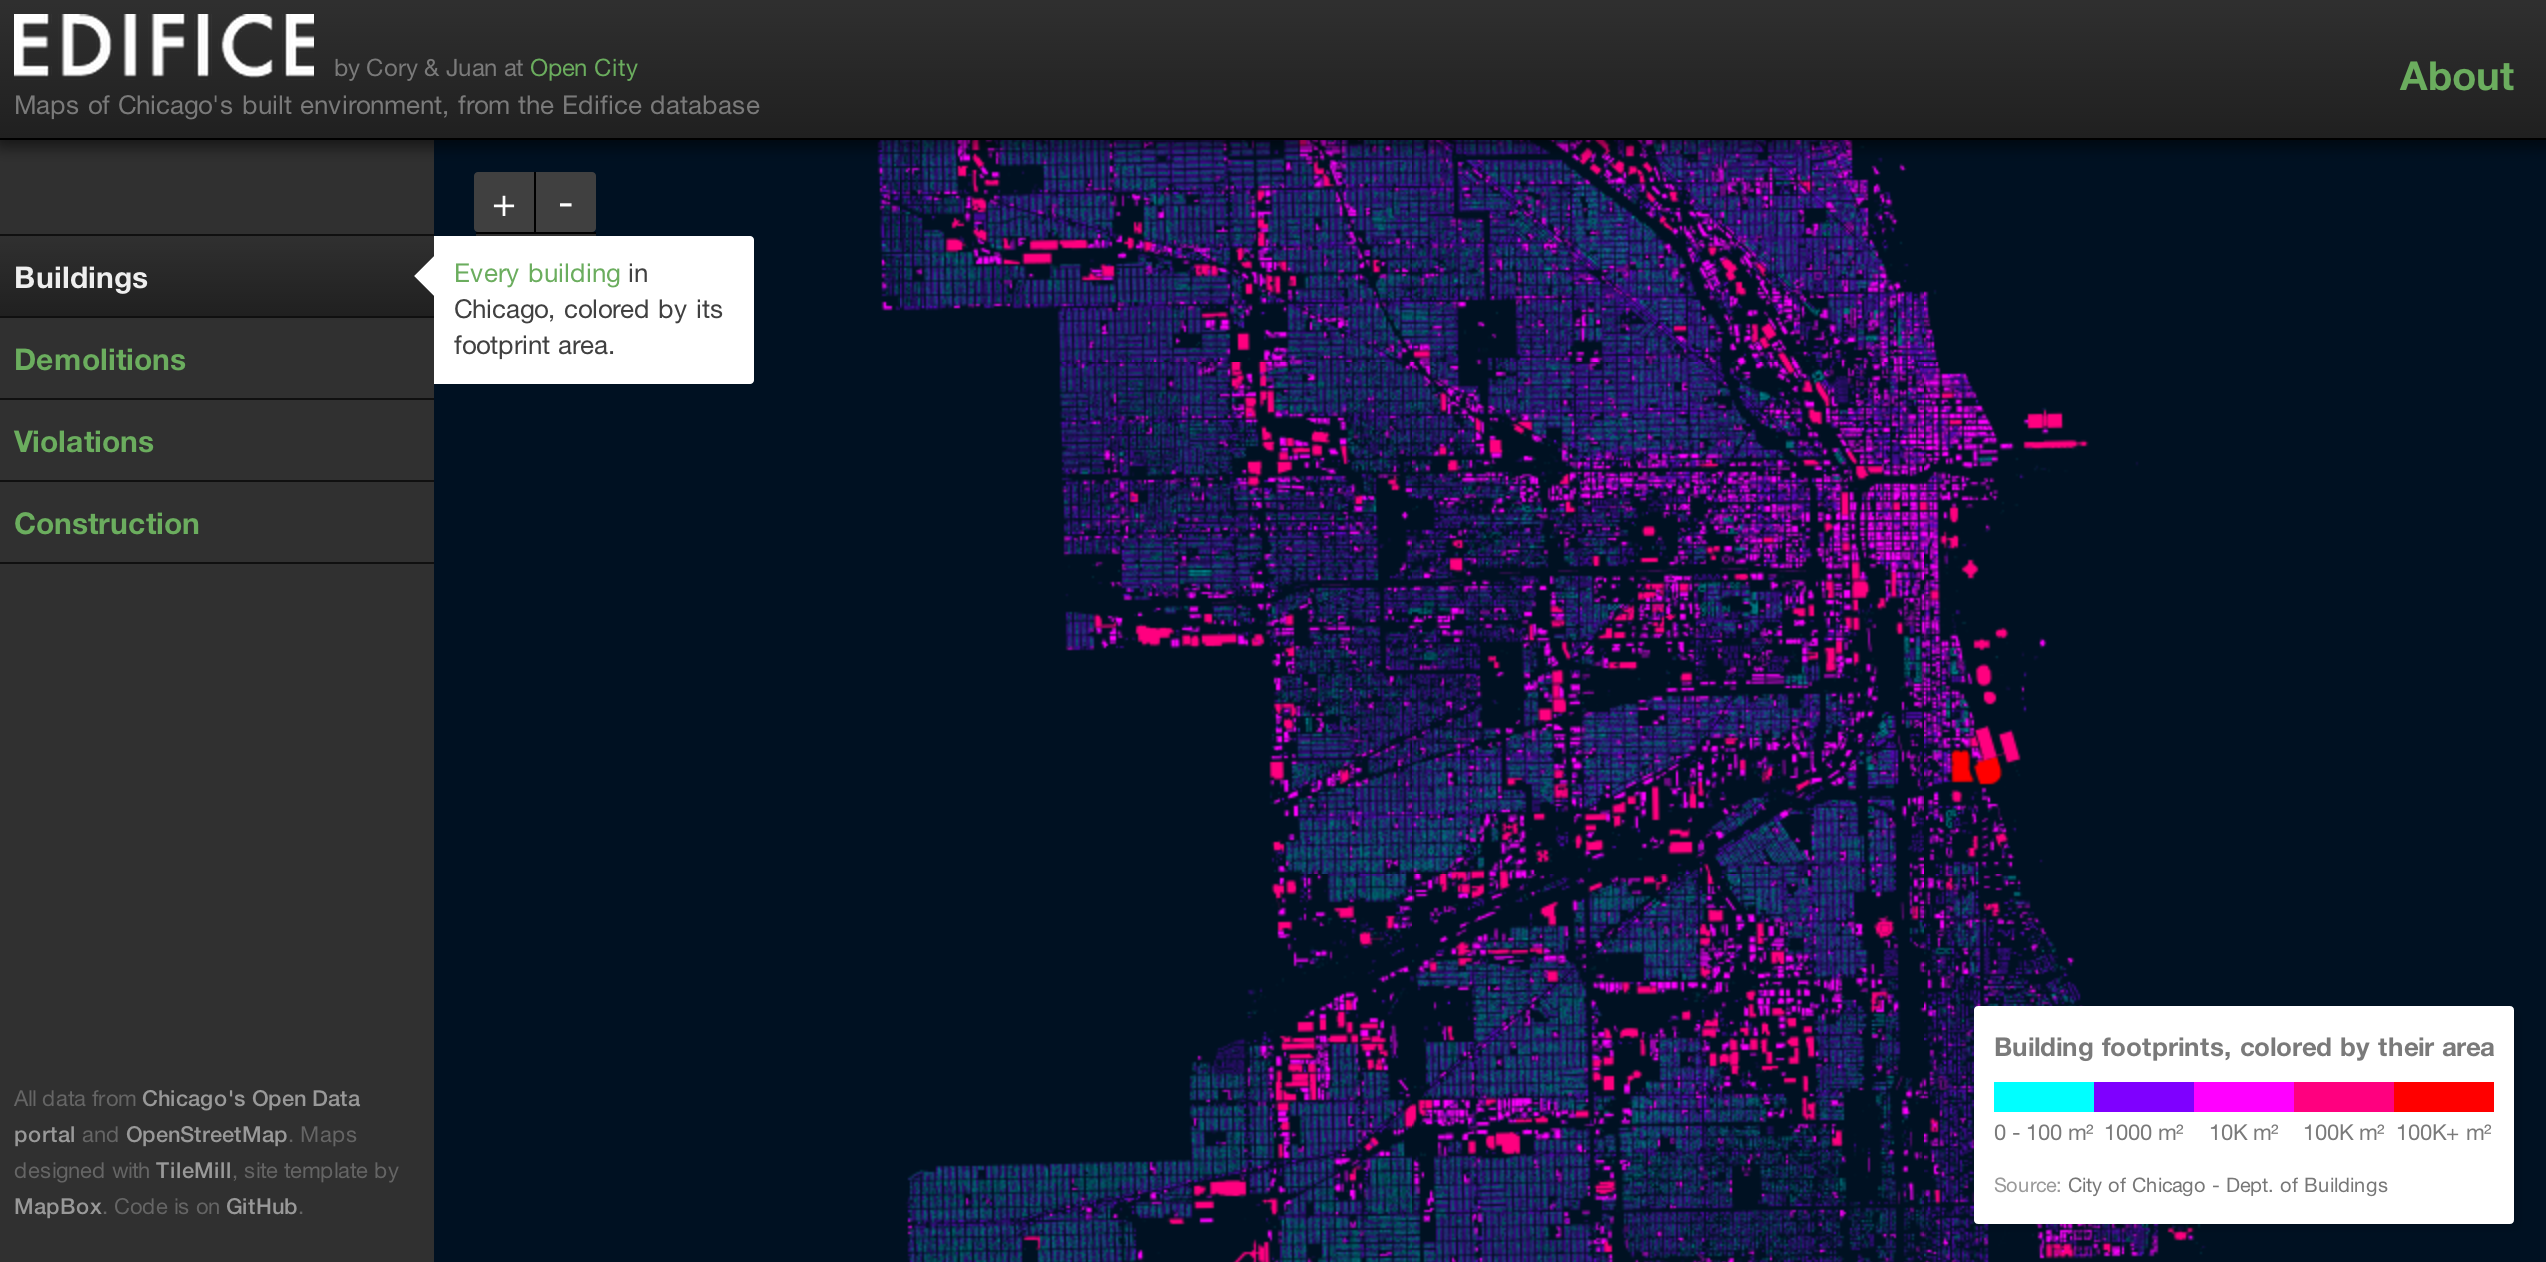 EDIFICE by Cory & Juan at Open City
Maps of Chicago's built environment, from the Edifice database
About
+ -
Buildings
Every building in
Chicago, colored by its
footprint area.
Demolitions
Violations
Construction
All data from Chicago's Open Data
portal and OpenStreetMap. Maps
designed with TileMill, site template by
MapBox. Code is on GitHub.
Building footprints, colored by their area
0 - 100 m² 1000 m² 10K m² 100K m² 100K+ m²
Source: City of Chicago - Dept. of Buildings